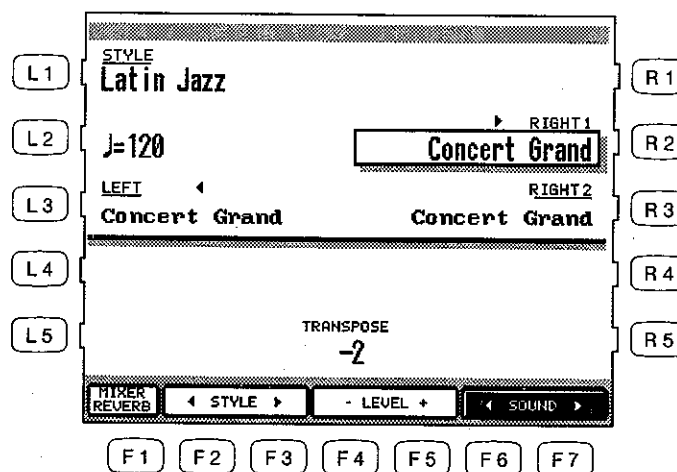 STYLE
L1 Latin Jazz R1
▶ RIGHT1
L2 ♩=120 Concert Grand R2
LEFT ◀ RIGHT2
L3 Concert Grand Concert Grand R3
L4 R4
TRANSPOSE
L5 -2 R5
MIXER
REVERB ◀ STYLE ▶ - LEVEL + ◀ SOUND ▶
F1 F2 F3 F4 F5 F6 F7